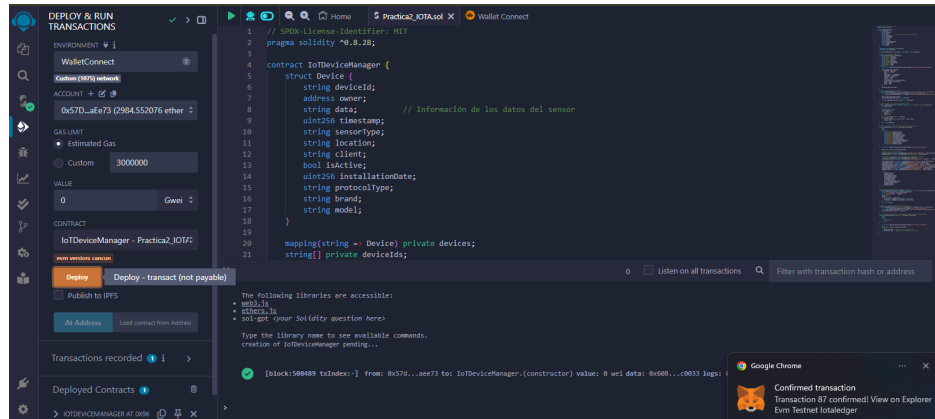 DEPLOY & RUN
TRANSACTIONS
ENVIRONMENT
WalletConnect
Custom (1075) network
ACCOUNT
0x57D...aEe73 (2984.552076 ether
GAS LIMIT
Estimated Gas
Custom 3000000
VALUE
0 Gwei
CONTRACT
IoTDeviceManager - Practica2_IOTA
evm version: cancun
Deploy
Deploy - transact (not payable)
Publish to IPFS
At Address Load contract from Address
Transactions recorded 1
Deployed Contracts 1
IOTDEVICEMANAGER AT 0X96
Home Practica2_IOTA.sol Wallet Connect
1 // SPDX-License-Identifier: MIT
2 pragma solidity ^0.8.28;
3
4 contract IoTDeviceManager {
5 struct Device {
6 string deviceId;
7 address owner;
8 string data; // Información de los datos del sensor
9 uint256 timestamp;
10 string sensorType;
11 string location;
12 string client;
13 bool isActive;
14 uint256 installationDate;
15 string protocolType;
16 string brand;
17 string model;
18 }
19
20 mapping(string => Device) private devices;
21 string[] private deviceIds;
0 Listen on all transactions Filter with transaction hash or address
The following libraries are accessible:
• web3.js
• ethers.js
• sol-gpt <your Solidity question here>
Type the library name to see available commands.
creation of IoTDeviceManager pending...
[block:508489 txIndex:-] from: 0x57d...aee73 to: IoTDeviceManager.(constructor) value: 0 wei data: 0x608...c0033 logs:
>
Google Chrome
Confirmed transaction
Transaction 87 confirmed! View on Explorer
Evm Testnet Iotaledger